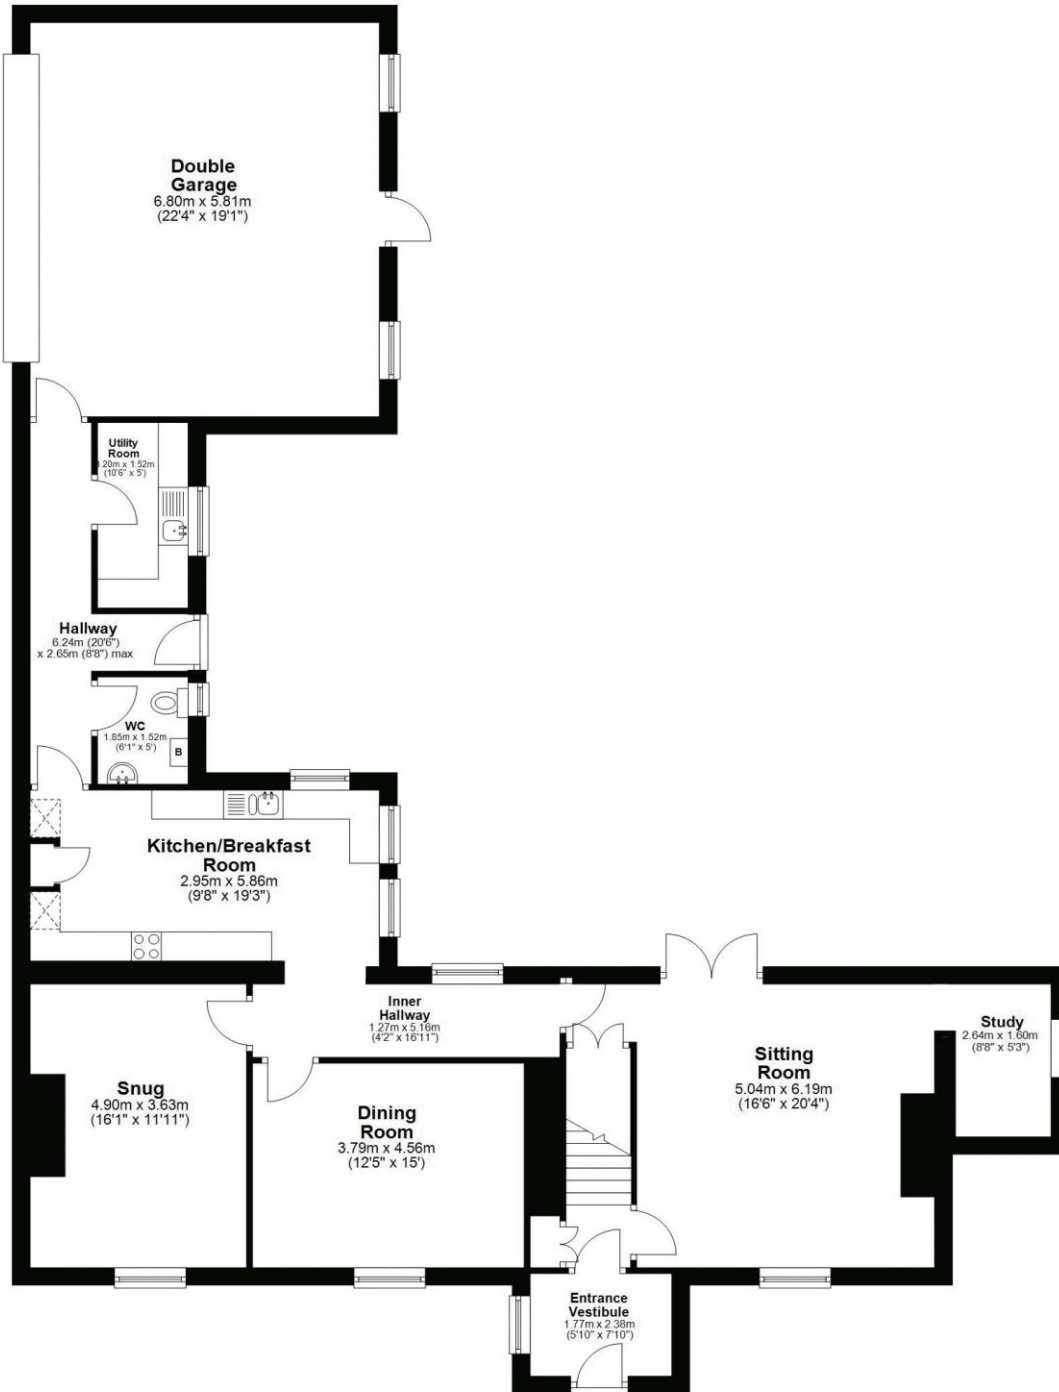 Double
Garage
6.80m x 5.81m
(22'4" x 19'1")
Utility
Room
.20m x 1.52m
(10'6" x 5')
Hallway
6.24m (20'6")
x 2.65m (8'8") max
WC
1.85m x 1.52m
(6'1" x 5')
B
Kitchen/Breakfast
Room
2.95m x 5.86m
(9'8" x 19'3")
Inner
Hallway
1.27m x 5.16m
(4'2" x 16'11")
Study
2.64m x 1.60m
(8'8" x 5'3")
Sitting
Room
5.04m x 6.19m
(16'6" x 20'4")
Snug
4.90m x 3.63m
(16'1" x 11'11")
Dining
Room
3.79m x 4.56m
(12'5" x 15')
Entrance
Vestibule
1.77m x 2.38m
(5'10" x 7'10")